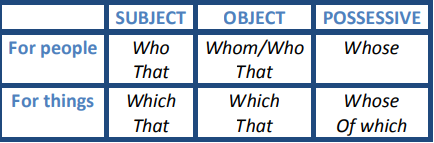 SUBJECT OBJECT POSSESSIVE
For people Who Whom/Who Whose
That That
For things Which Which Whose
That That Of which